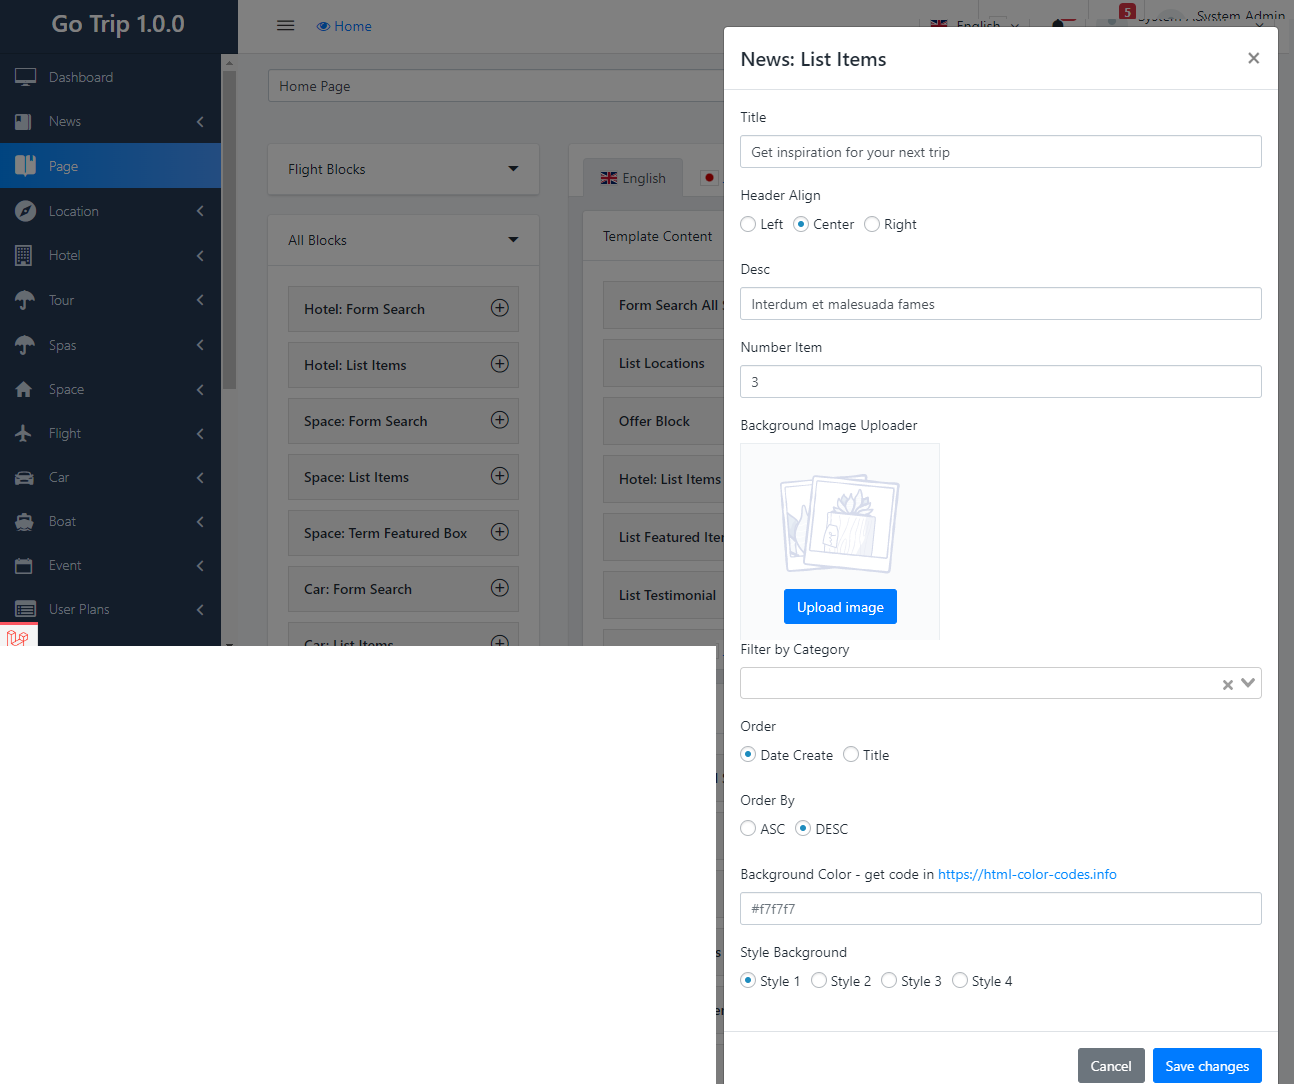 Go Trip 1.0.0
Home
English
5
System Admin
Dashboard
News
Page
Location
Hotel
Tour
Spas
Space
Flight
Car
Boat
Event
User Plans
Home Page
Flight Blocks
All Blocks
Hotel: Form Search
Hotel: List Items
Space: Form Search
Space: List Items
Space: Term Featured Box
Car: Form Search
Car: List Items
English
Template Content
Form Search All
List Locations
Offer Block
Hotel: List Items
List Featured
List Testimonial
News: List Items
Title
Get inspiration for your next trip
Header Align
Left Center Right
Desc
Interdum et malesuada fames
Number Item
3
Background Image Uploader
Upload image
Filter by Category
Order
Date Create Title
Order By
ASC DESC
Background Color - get code in https://html-color-codes.info
#f7f7f7
Style Background
Style 1 Style 2 Style 3 Style 4
Cancel Save changes